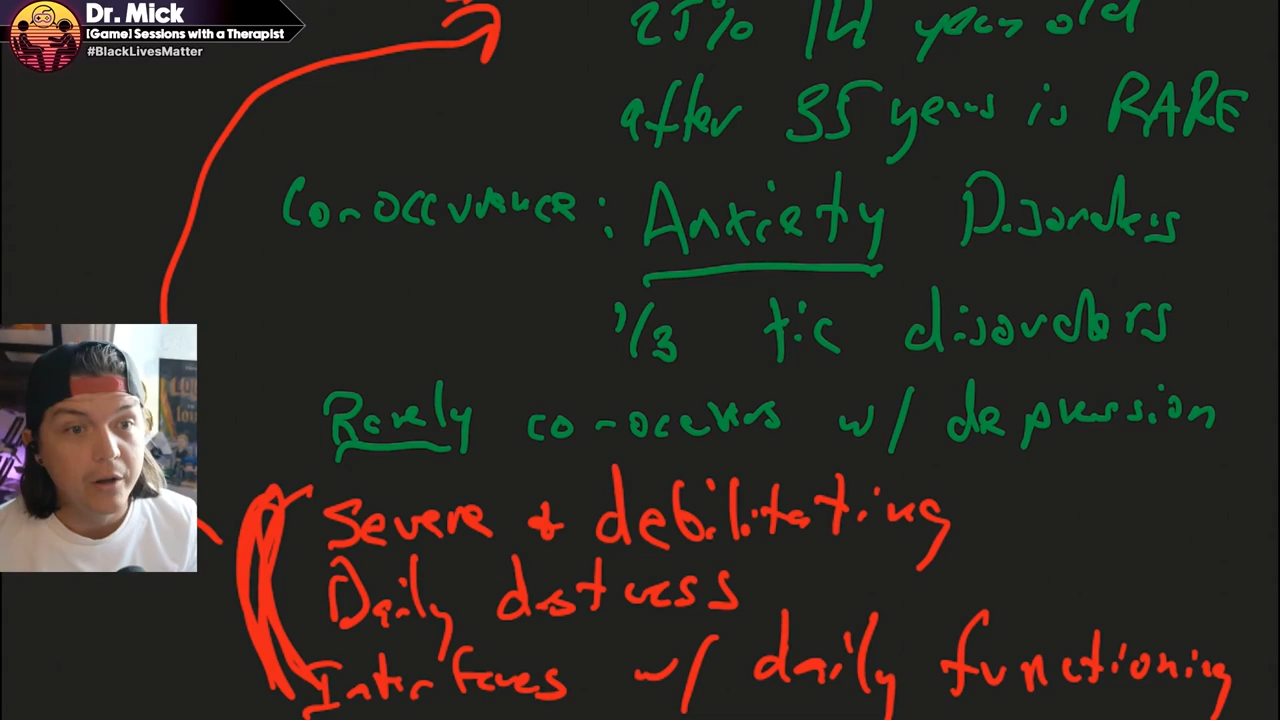 Dr. Mick
[Game] Sessions with a Therapist
#BlackLivesMatter
25% 14 years old
after 35 years is RARE
Co-occurrence: Anxiety Disorders
1/3 tic disorders
Rarely co-occurs w/ depression
Severe + debilitating
Daily distress
Interferes w/ daily functioning